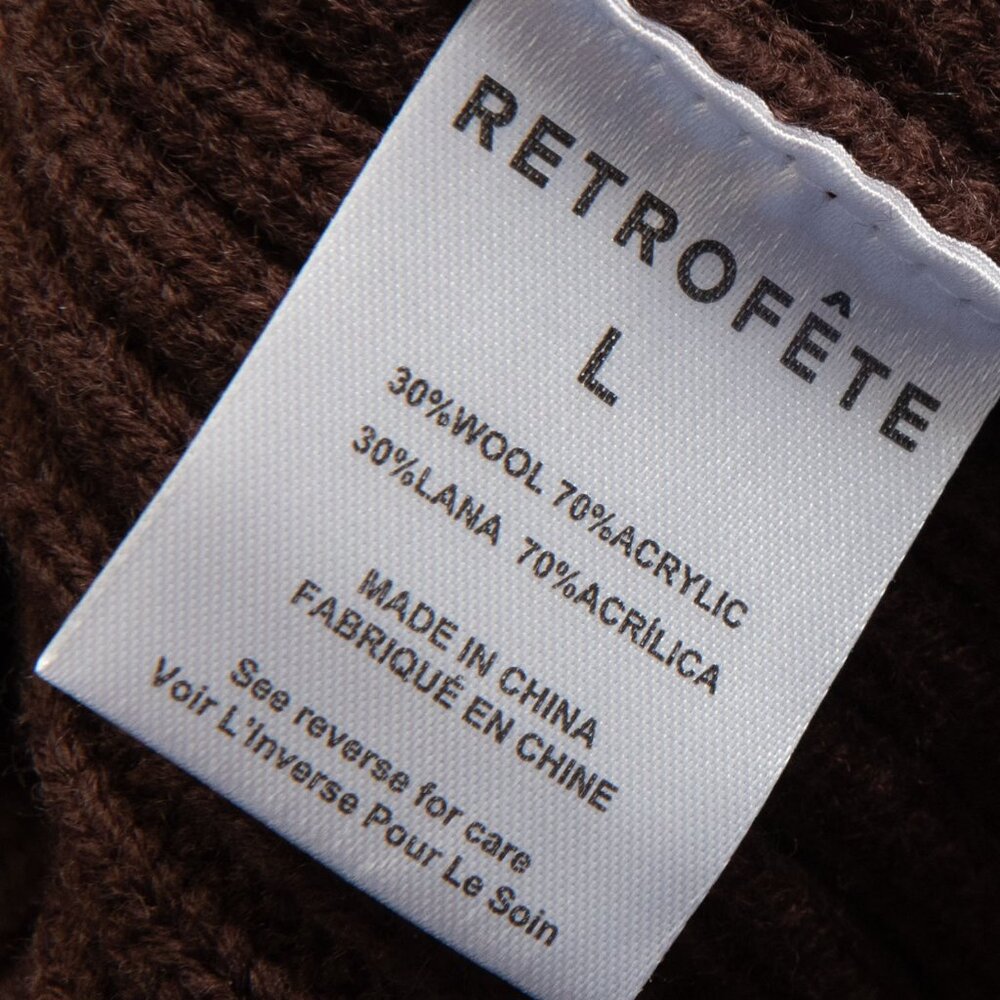 RETROFÊTE
L
30%WOOL 70%ACRYLIC
30%LANA 70%ACRÍLICA
MADE IN CHINA
FABRIQUÉ EN CHINE
See reverse for care
Voir L'Inverse Pour Le Soin